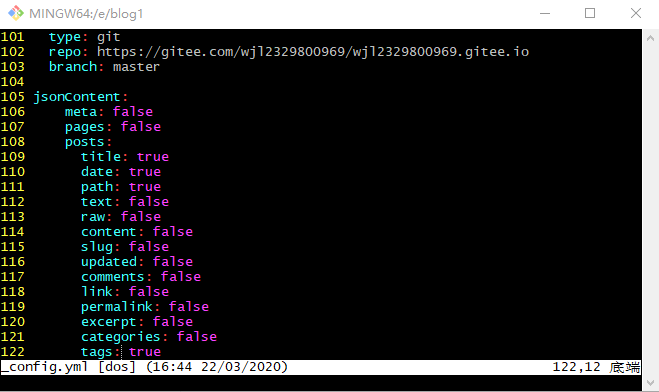 MINGW64:/e/blog1
101   type: git
102   repo: https://gitee.com/wjl2329800969/wjl2329800969.gitee.io
103   branch: master
104
105 jsonContent:
106     meta: false
107     pages: false
108     posts:
109       title: true
110       date: true
111       path: true
112       text: false
113       raw: false
114       content: false
115       slug: false
116       updated: false
117       comments: false
118       link: false
119       permalink: false
120       excerpt: false
121       categories: false
122       tags: true
_config.yml [dos] (16:44 22/03/2020) 122,12 底端